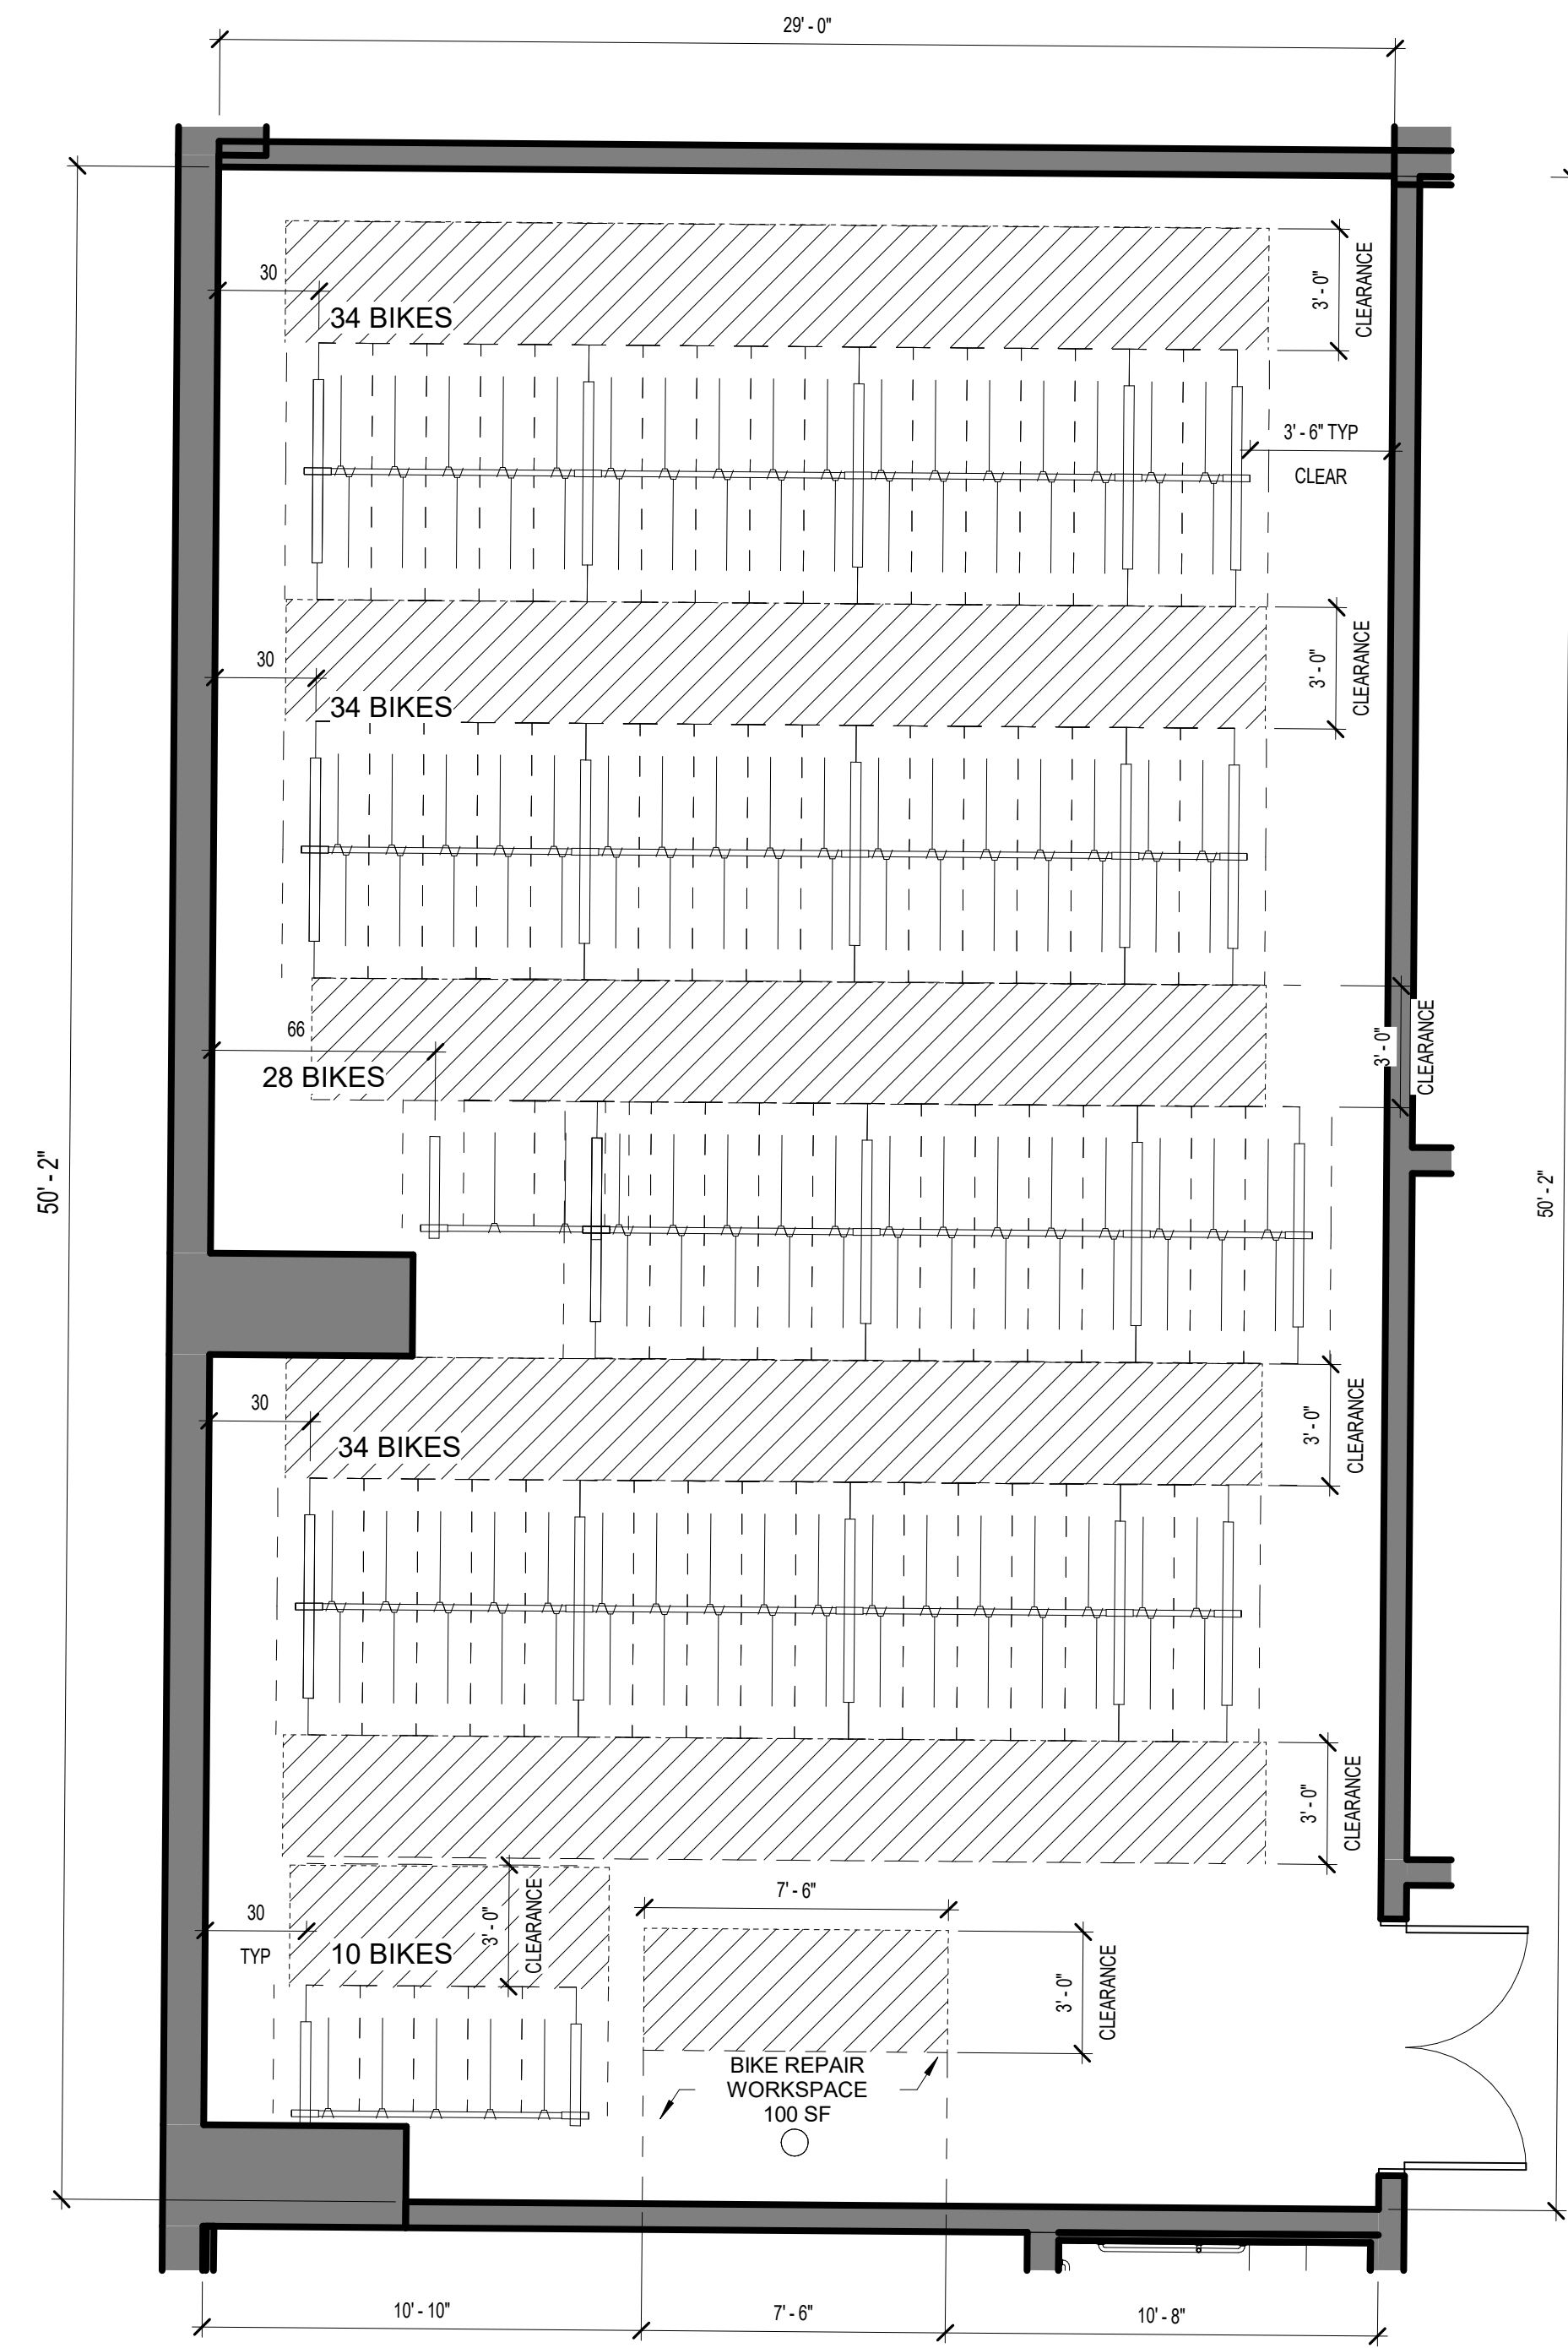 29' - 0"
30
34 BIKES
3' - 0"
CLEARANCE
3' - 6" TYP
CLEAR
30
34 BIKES
3' - 0"
CLEARANCE
66
28 BIKES
3' - 0"
CLEARANCE
50' - 2"
50' - 2"
30
34 BIKES
3' - 0"
CLEARANCE
3' - 0"
CLEARANCE
30
TYP
10 BIKES
3' - 0"
CLEARANCE
7' - 6"
3' - 0"
CLEARANCE
BIKE REPAIR
WORKSPACE
100 SF
10' - 10"
7' - 6"
10' - 8"